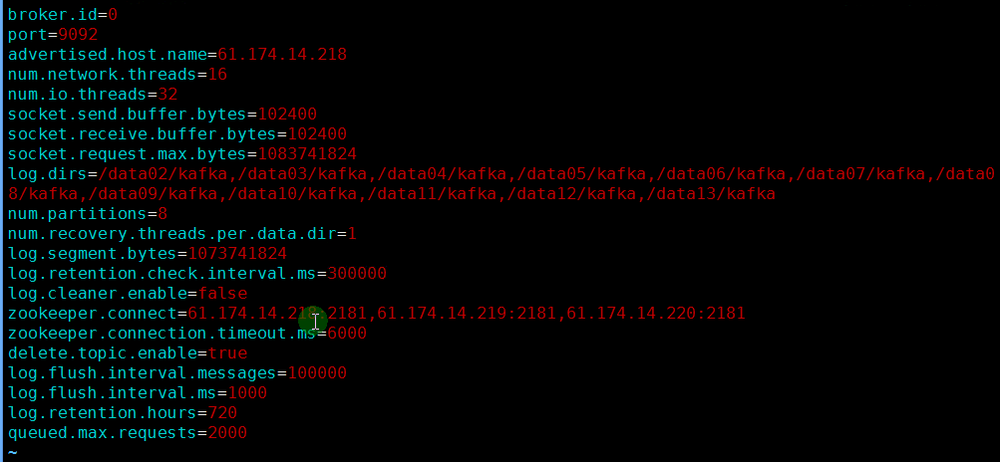 broker.id=0
port=9092
advertised.host.name=61.174.14.218
num.network.threads=16
num.io.threads=32
socket.send.buffer.bytes=102400
socket.receive.buffer.bytes=102400
socket.request.max.bytes=1083741824
log.dirs=/data02/kafka,/data03/kafka,/data04/kafka,/data05/kafka,/data06/kafka,/data07/kafka,/data0
8/kafka,/data09/kafka,/data10/kafka,/data11/kafka,/data12/kafka,/data13/kafka
num.partitions=8
num.recovery.threads.per.data.dir=1
log.segment.bytes=1073741824
log.retention.check.interval.ms=300000
log.cleaner.enable=false
zookeeper.connect=61.174.14.218:2181,61.174.14.219:2181,61.174.14.220:2181
zookeeper.connection.timeout.ms=6000
delete.topic.enable=true
log.flush.interval.messages=100000
log.flush.interval.ms=1000
log.retention.hours=720
queued.max.requests=2000
~